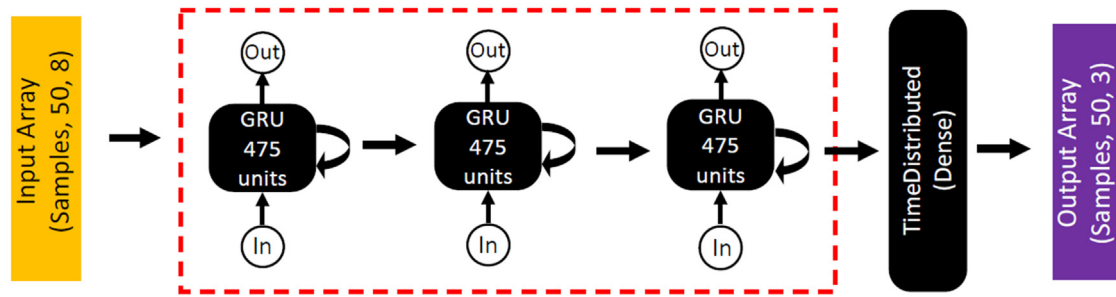 Input Array
(Samples, 50, 8)
Out
GRU
475
units
In
Out
GRU
475
units
In
Out
GRU
475
units
In
TimeDistributed
(Dense)
Output Array
(Samples, 50, 3)